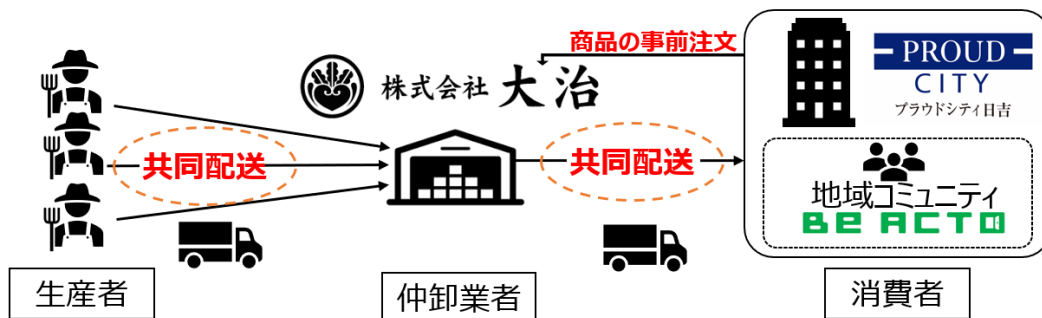 商品の事前注文
株式会社 大治
PROUD
CITY
プラウドシティ日吉
共同配送
共同配送
地域コミュニティ
BE ACTO
生産者
仲卸業者
消費者